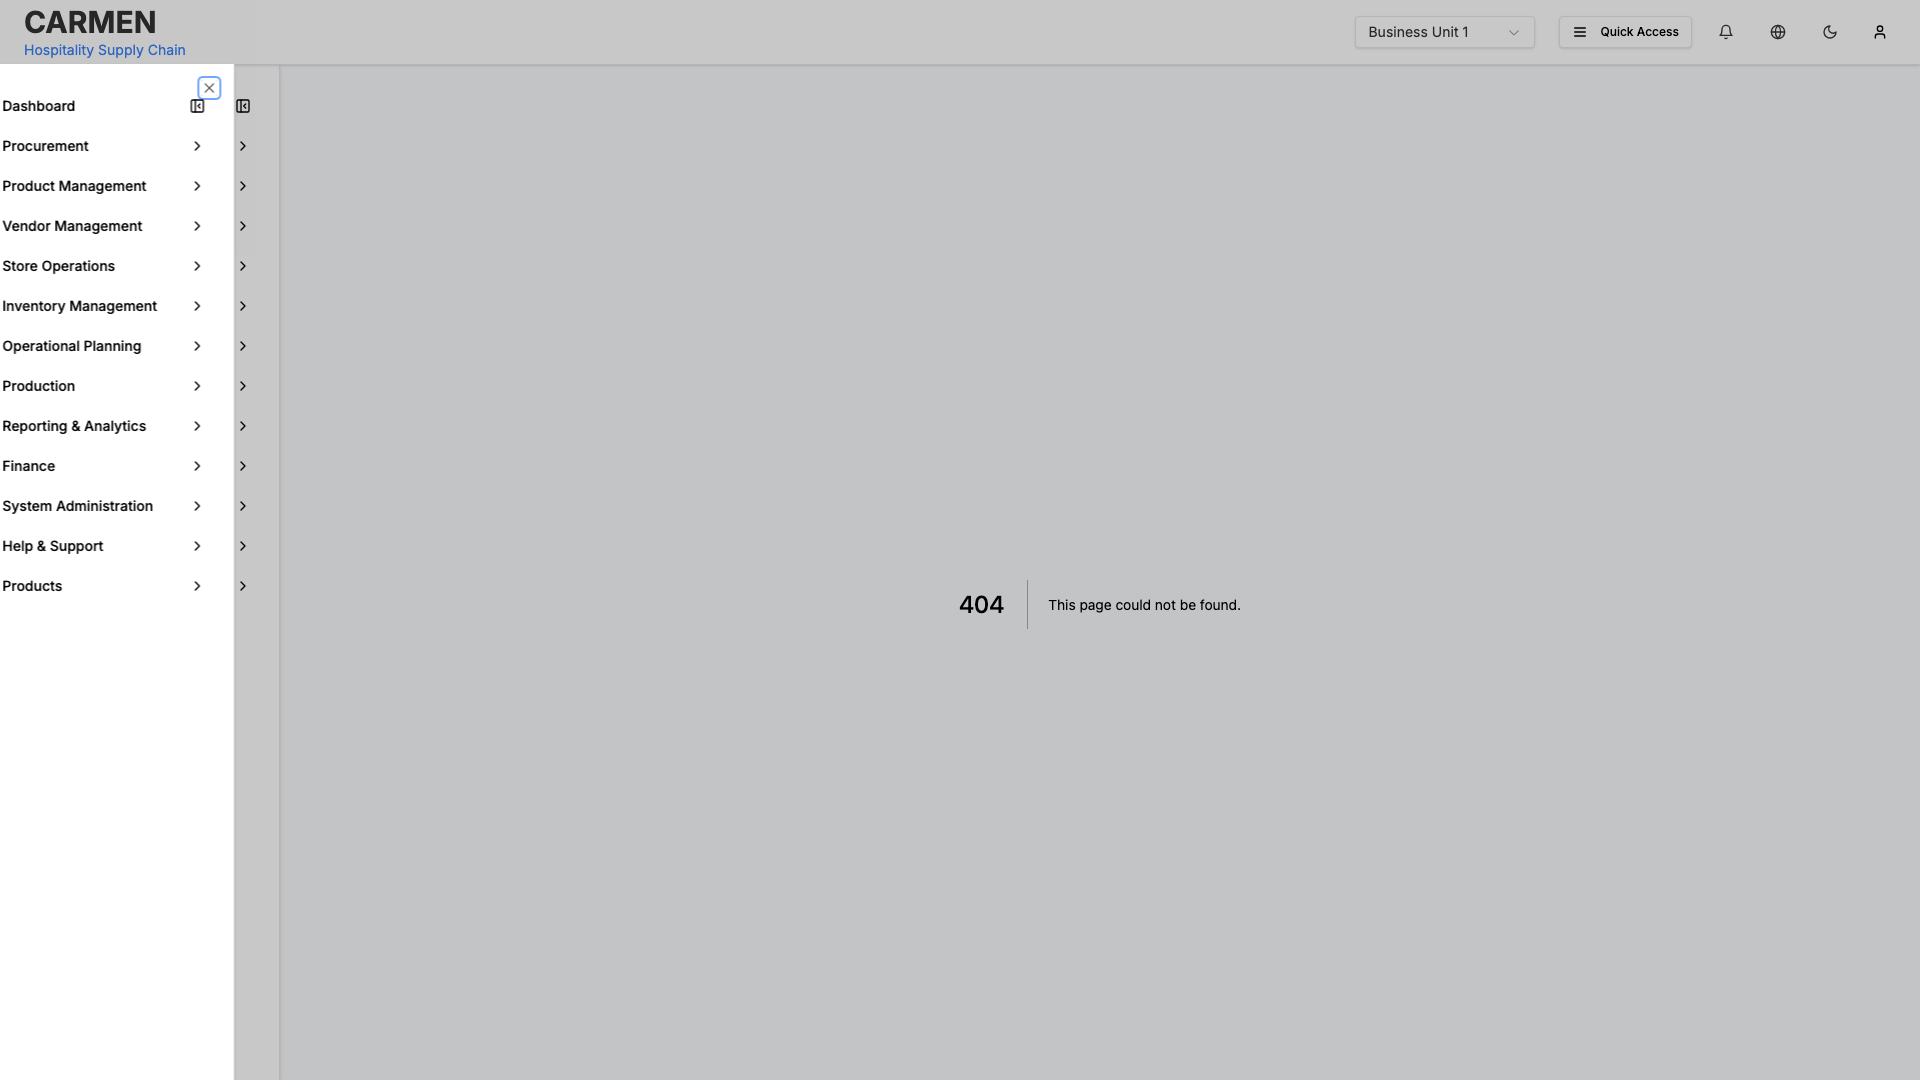 CARMEN
Hospitality Supply Chain
Business Unit 1
Quick Access
Dashboard
Procurement
Product Management
Vendor Management
Store Operations
Inventory Management
Operational Planning
Production
Reporting & Analytics
Finance
System Administration
Help & Support
Products
404
This page could not be found.